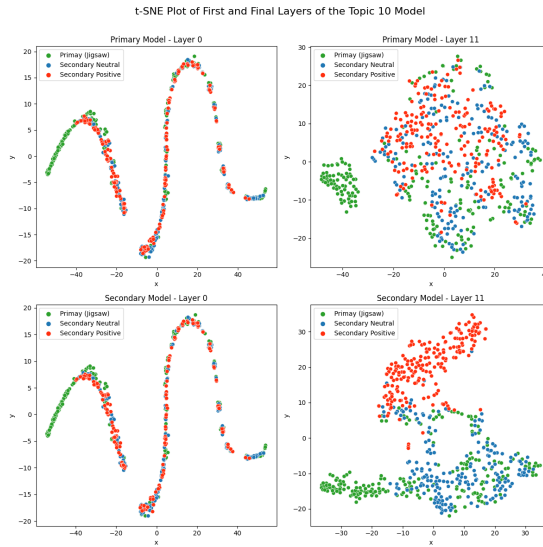 t-SNE Plot of First and Final Layers of the Topic 10 Model
Primary Model - Layer 0
20
15
10
5
0
−5
−10
−15
−20
y
Primay (Jigsaw)
Secondary Neutral
Secondary Positive
−40
−20
0
20
40
x
Primary Model - Layer 11
30
20
10
0
−10
−20
y
Primay (Jigsaw)
Secondary Neutral
Secondary Positive
−40
−20
0
20
x
Secondary Model - Layer 0
20
15
10
5
0
−5
−10
−15
−20
y
Primay (Jigsaw)
Secondary Neutral
Secondary Positive
−40
−20
0
20
40
x
Secondary Model - Layer 11
30
20
10
0
−10
−20
y
Primay (Jigsaw)
Secondary Neutral
Secondary Positive
−30
−20
−10
0
10
20
30
x